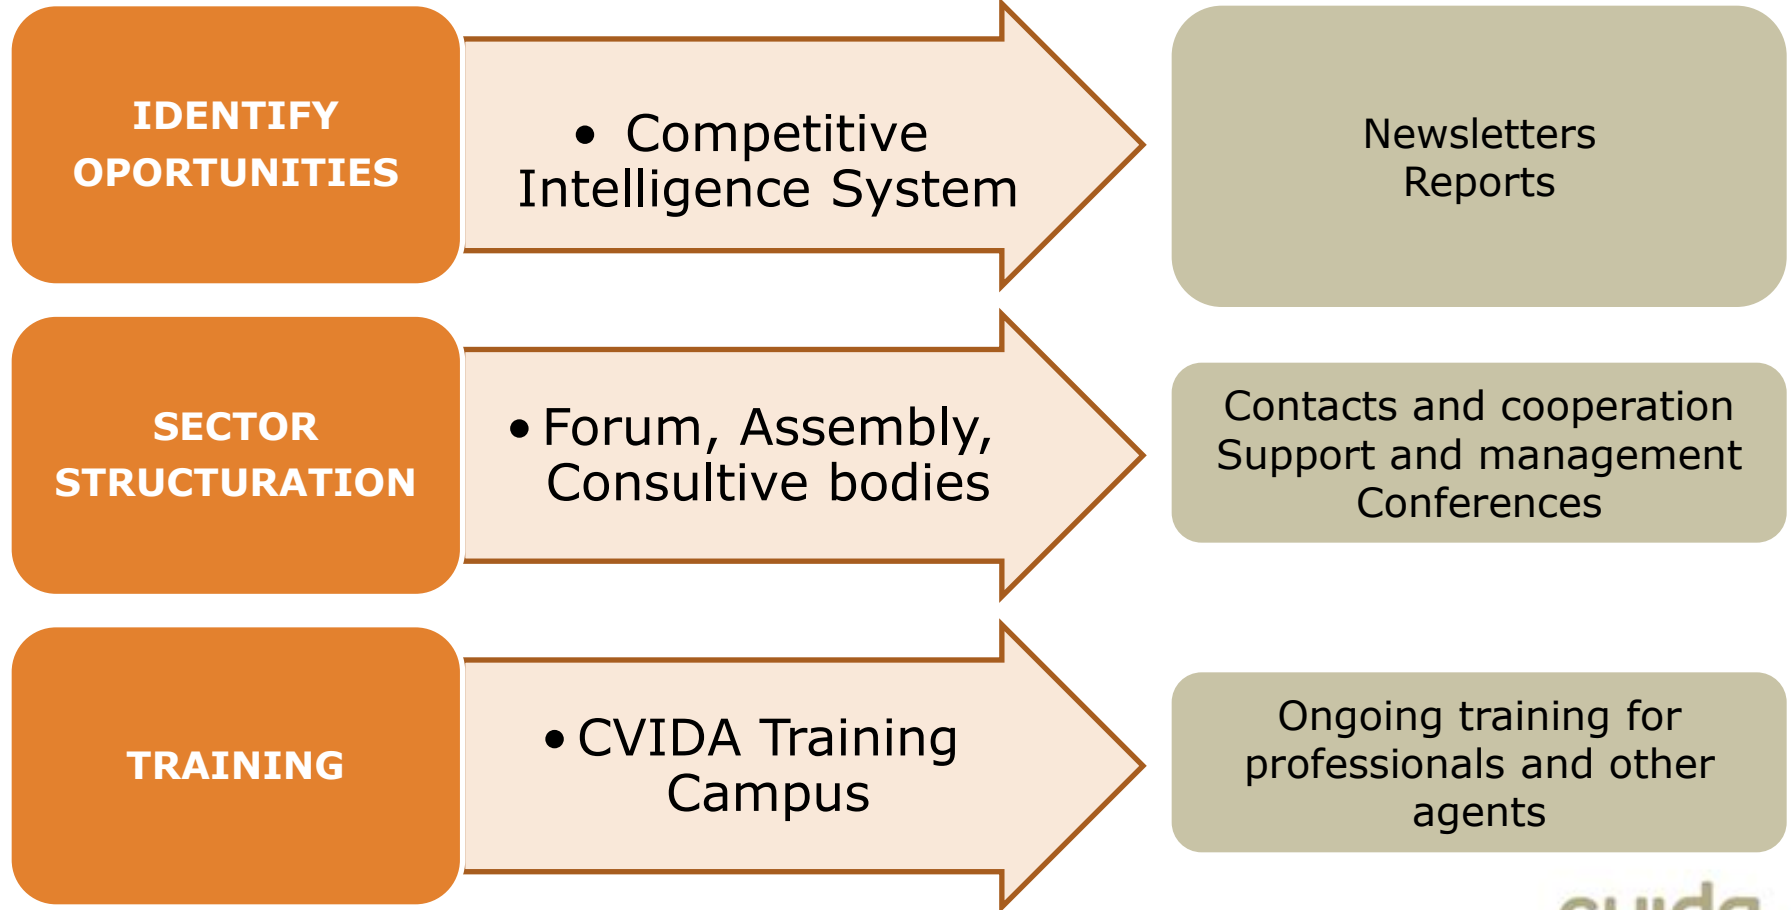 IDENTIFY
OPORTUNITIES
• Competitive
Intelligence System
Newsletters
Reports
SECTOR
STRUCTURATION
• Forum, Assembly,
Consultive bodies
Contacts and cooperation
Support and management
Conferences
TRAINING
• CVIDA Training
Campus
Ongoing training for
professionals and other
agents